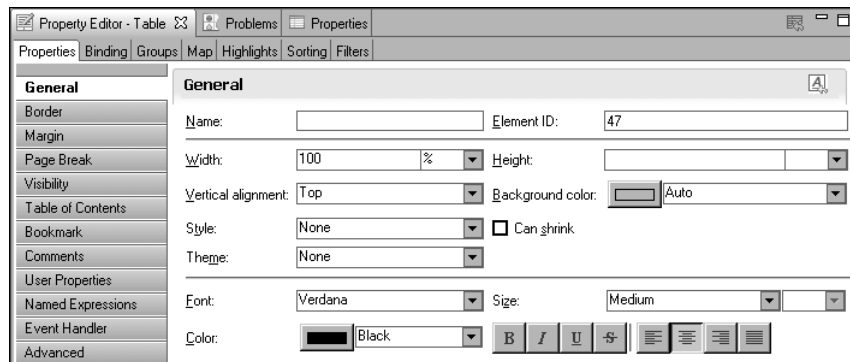 Property Editor - Table Problems Properties
Properties Binding Groups Map Highlights Sorting Filters
General
Border
Margin
Page Break
Visibility
Table of Contents
Bookmark
Comments
User Properties
Named Expressions
Event Handler
Advanced
General
Name: Element ID: 47
Width: 100 % Height:
Vertical alignment: Top Background color: Auto
Style: None Can shrink
Theme: None
Font: Verdana Size: Medium
Color: Black B I U S